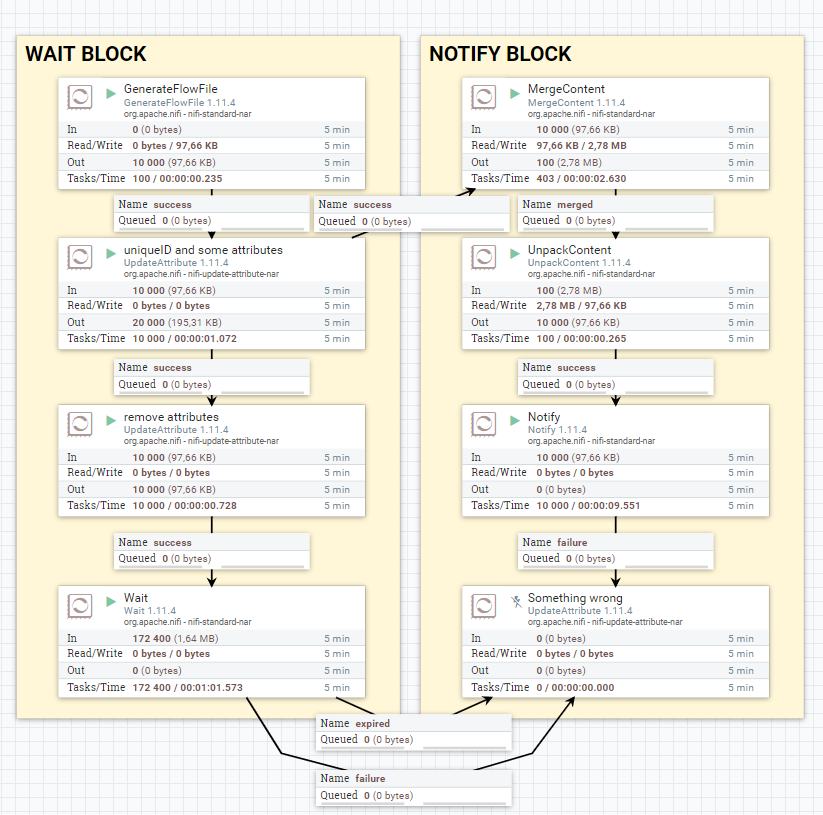 WAIT BLOCK
GenerateFlowFile
GenerateFlowFile 1.11.4
org.apache.nifi - nifi-standard-nar
In 0 (0 bytes) 5 min
Read/Write 0 bytes / 97,66 KB 5 min
Out 10 000 (97,66 KB) 5 min
Tasks/Time 100 / 00:00:00.235 5 min
Name success
Queued 0 (0 bytes)
uniqueID and some attributes
UpdateAttribute 1.11.4
org.apache.nifi - nifi-update-attribute-nar
In 10 000 (97,66 KB) 5 min
Read/Write 0 bytes / 0 bytes 5 min
Out 20 000 (195,31 KB) 5 min
Tasks/Time 10 000 / 00:00:01.072 5 min
Name success
Queued 0 (0 bytes)
remove attributes
UpdateAttribute 1.11.4
org.apache.nifi - nifi-update-attribute-nar
In 10 000 (97,66 KB) 5 min
Read/Write 0 bytes / 0 bytes 5 min
Out 10 000 (97,66 KB) 5 min
Tasks/Time 10 000 / 00:00:00.728 5 min
Name success
Queued 0 (0 bytes)
Wait
Wait 1.11.4
org.apache.nifi - nifi-standard-nar
In 172 400 (1,64 MB) 5 min
Read/Write 0 bytes / 0 bytes 5 min
Out 0 (0 bytes) 5 min
Tasks/Time 172 400 / 00:01:01.573 5 min
Name success
Queued 0 (0 bytes)
NOTIFY BLOCK
MergeContent
MergeContent 1.11.4
org.apache.nifi - nifi-standard-nar
In 10 000 (97,66 KB) 5 min
Read/Write 97,66 KB / 2,78 MB 5 min
Out 100 (2,78 MB) 5 min
Tasks/Time 403 / 00:00:02.630 5 min
Name merged
Queued 0 (0 bytes)
UnpackContent
UnpackContent 1.11.4
org.apache.nifi - nifi-standard-nar
In 100 (2,78 MB) 5 min
Read/Write 2,78 MB / 97,66 KB 5 min
Out 10 000 (97,66 KB) 5 min
Tasks/Time 100 / 00:00:00.265 5 min
Name success
Queued 0 (0 bytes)
Notify
Notify 1.11.4
org.apache.nifi - nifi-standard-nar
In 10 000 (97,66 KB) 5 min
Read/Write 0 bytes / 0 bytes 5 min
Out 0 (0 bytes) 5 min
Tasks/Time 10 000 / 00:00:09.551 5 min
Name failure
Queued 0 (0 bytes)
Something wrong
UpdateAttribute 1.11.4
org.apache.nifi - nifi-update-attribute-nar
In 0 (0 bytes) 5 min
Read/Write 0 bytes / 0 bytes 5 min
Out 0 (0 bytes) 5 min
Tasks/Time 0 / 00:00:00.000 5 min
Name expired
Queued 0 (0 bytes)
Name failure
Queued 0 (0 bytes)